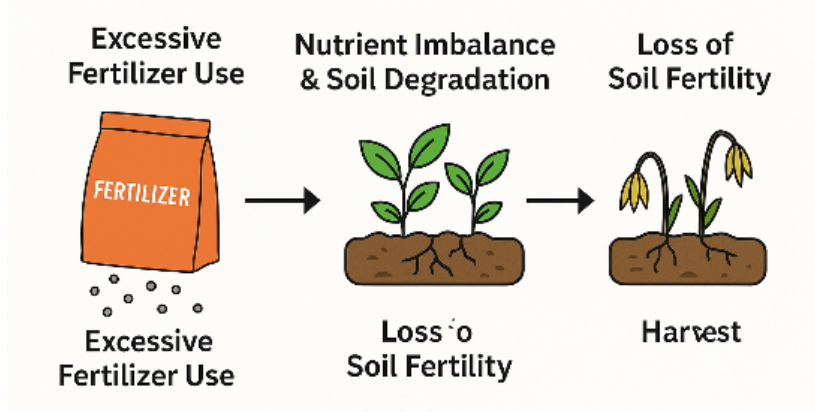 Excessive
Fertilizer Use
Nutrient Imbalance
& Soil Degradation
Loss of
Soil Fertility
FERTILIZER
Excessive
Fertilizer Use
Loss o
Soil Fertility
Harvest